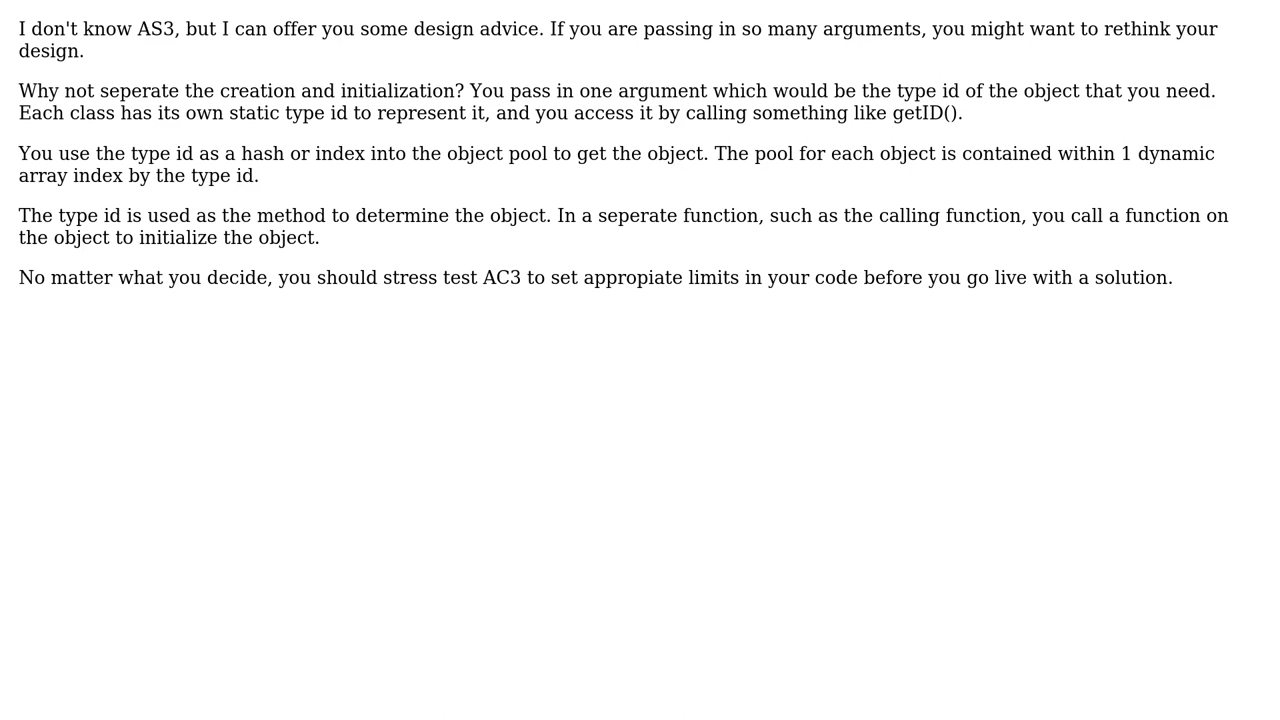 I don't know AS3, but I can offer you some design advice. If you are passing in so many arguments, you might want to rethink your
design.
Why not seperate the creation and initialization? You pass in one argument which would be the type id of the object that you need.
Each class has its own static type id to represent it, and you access it by calling something like getID().
You use the type id as a hash or index into the object pool to get the object. The pool for each object is contained within 1 dynamic
array index by the type id.
The type id is used as the method to determine the object. In a seperate function, such as the calling function, you call a function on
the object to initialize the object.
No matter what you decide, you should stress test AC3 to set appropiate limits in your code before you go live with a solution.